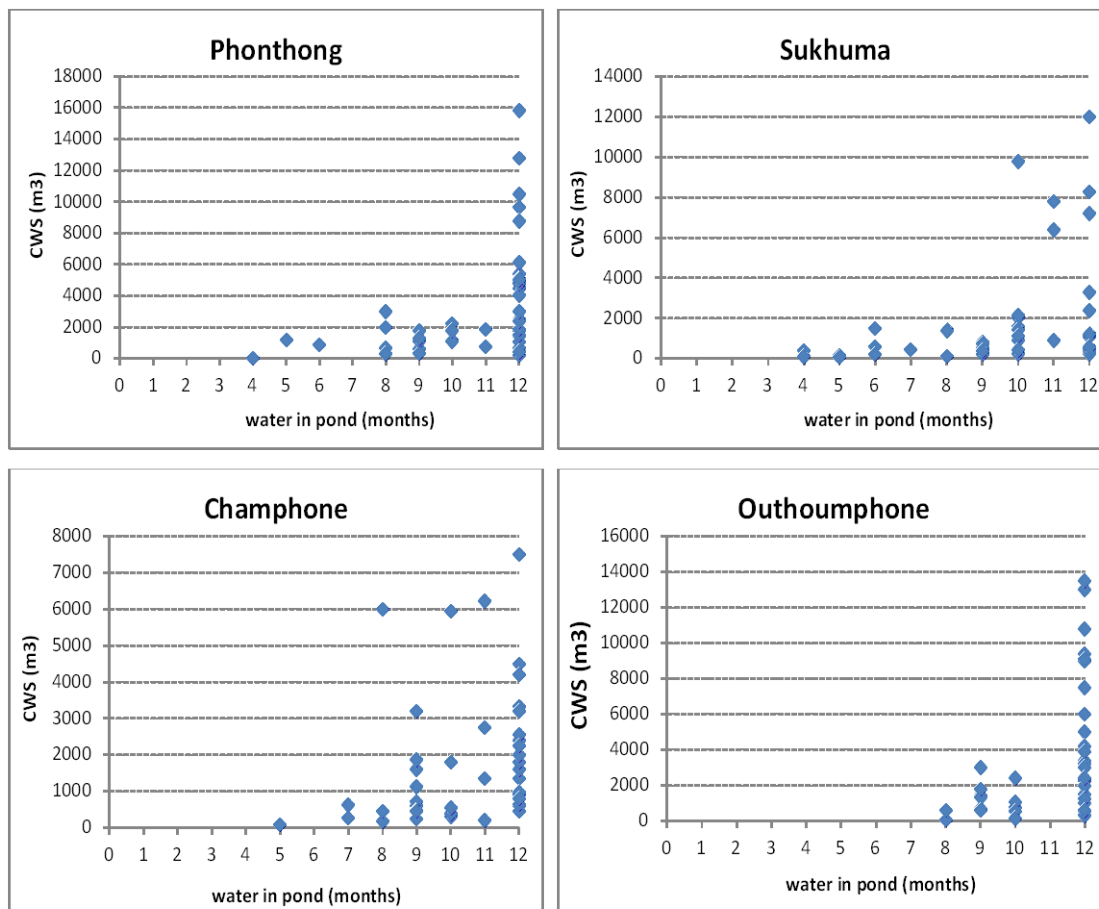 Phonthong
18000
16000
14000
12000
10000
8000
6000
4000
2000
0
CWS (m3)
0 1 2 3 4 5 6 7 8 9 10 11 12
water in pond (months)
Sukhuma
14000
12000
10000
8000
6000
4000
2000
0
CWS (m3)
0 1 2 3 4 5 6 7 8 9 10 11 12
water in pond (months)
Champhone
8000
7000
6000
5000
4000
3000
2000
1000
0
CWS (m3)
0 1 2 3 4 5 6 7 8 9 10 11 12
water in pond (months)
Outhoumphone
16000
14000
12000
10000
8000
6000
4000
2000
0
CWS (m3)
0 1 2 3 4 5 6 7 8 9 10 11 12
water in pond (months)